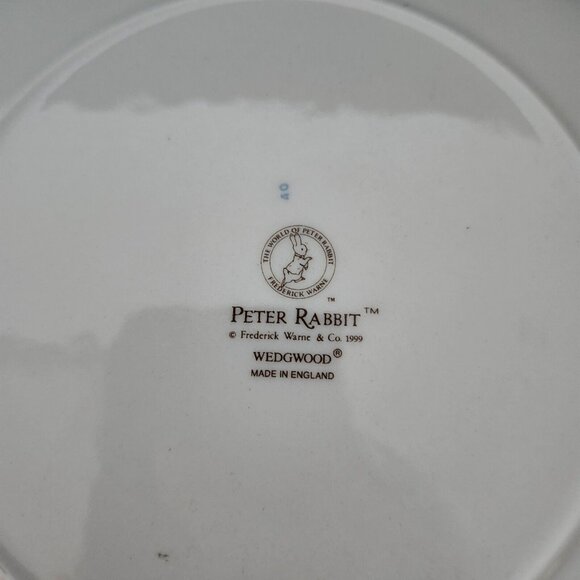 40
THE WORLD OF PETER RABBIT
FREDERICK WARNE
™
PETER RABBIT™
© Frederick Warne & Co. 1999
WEDGWOOD®
MADE IN ENGLAND